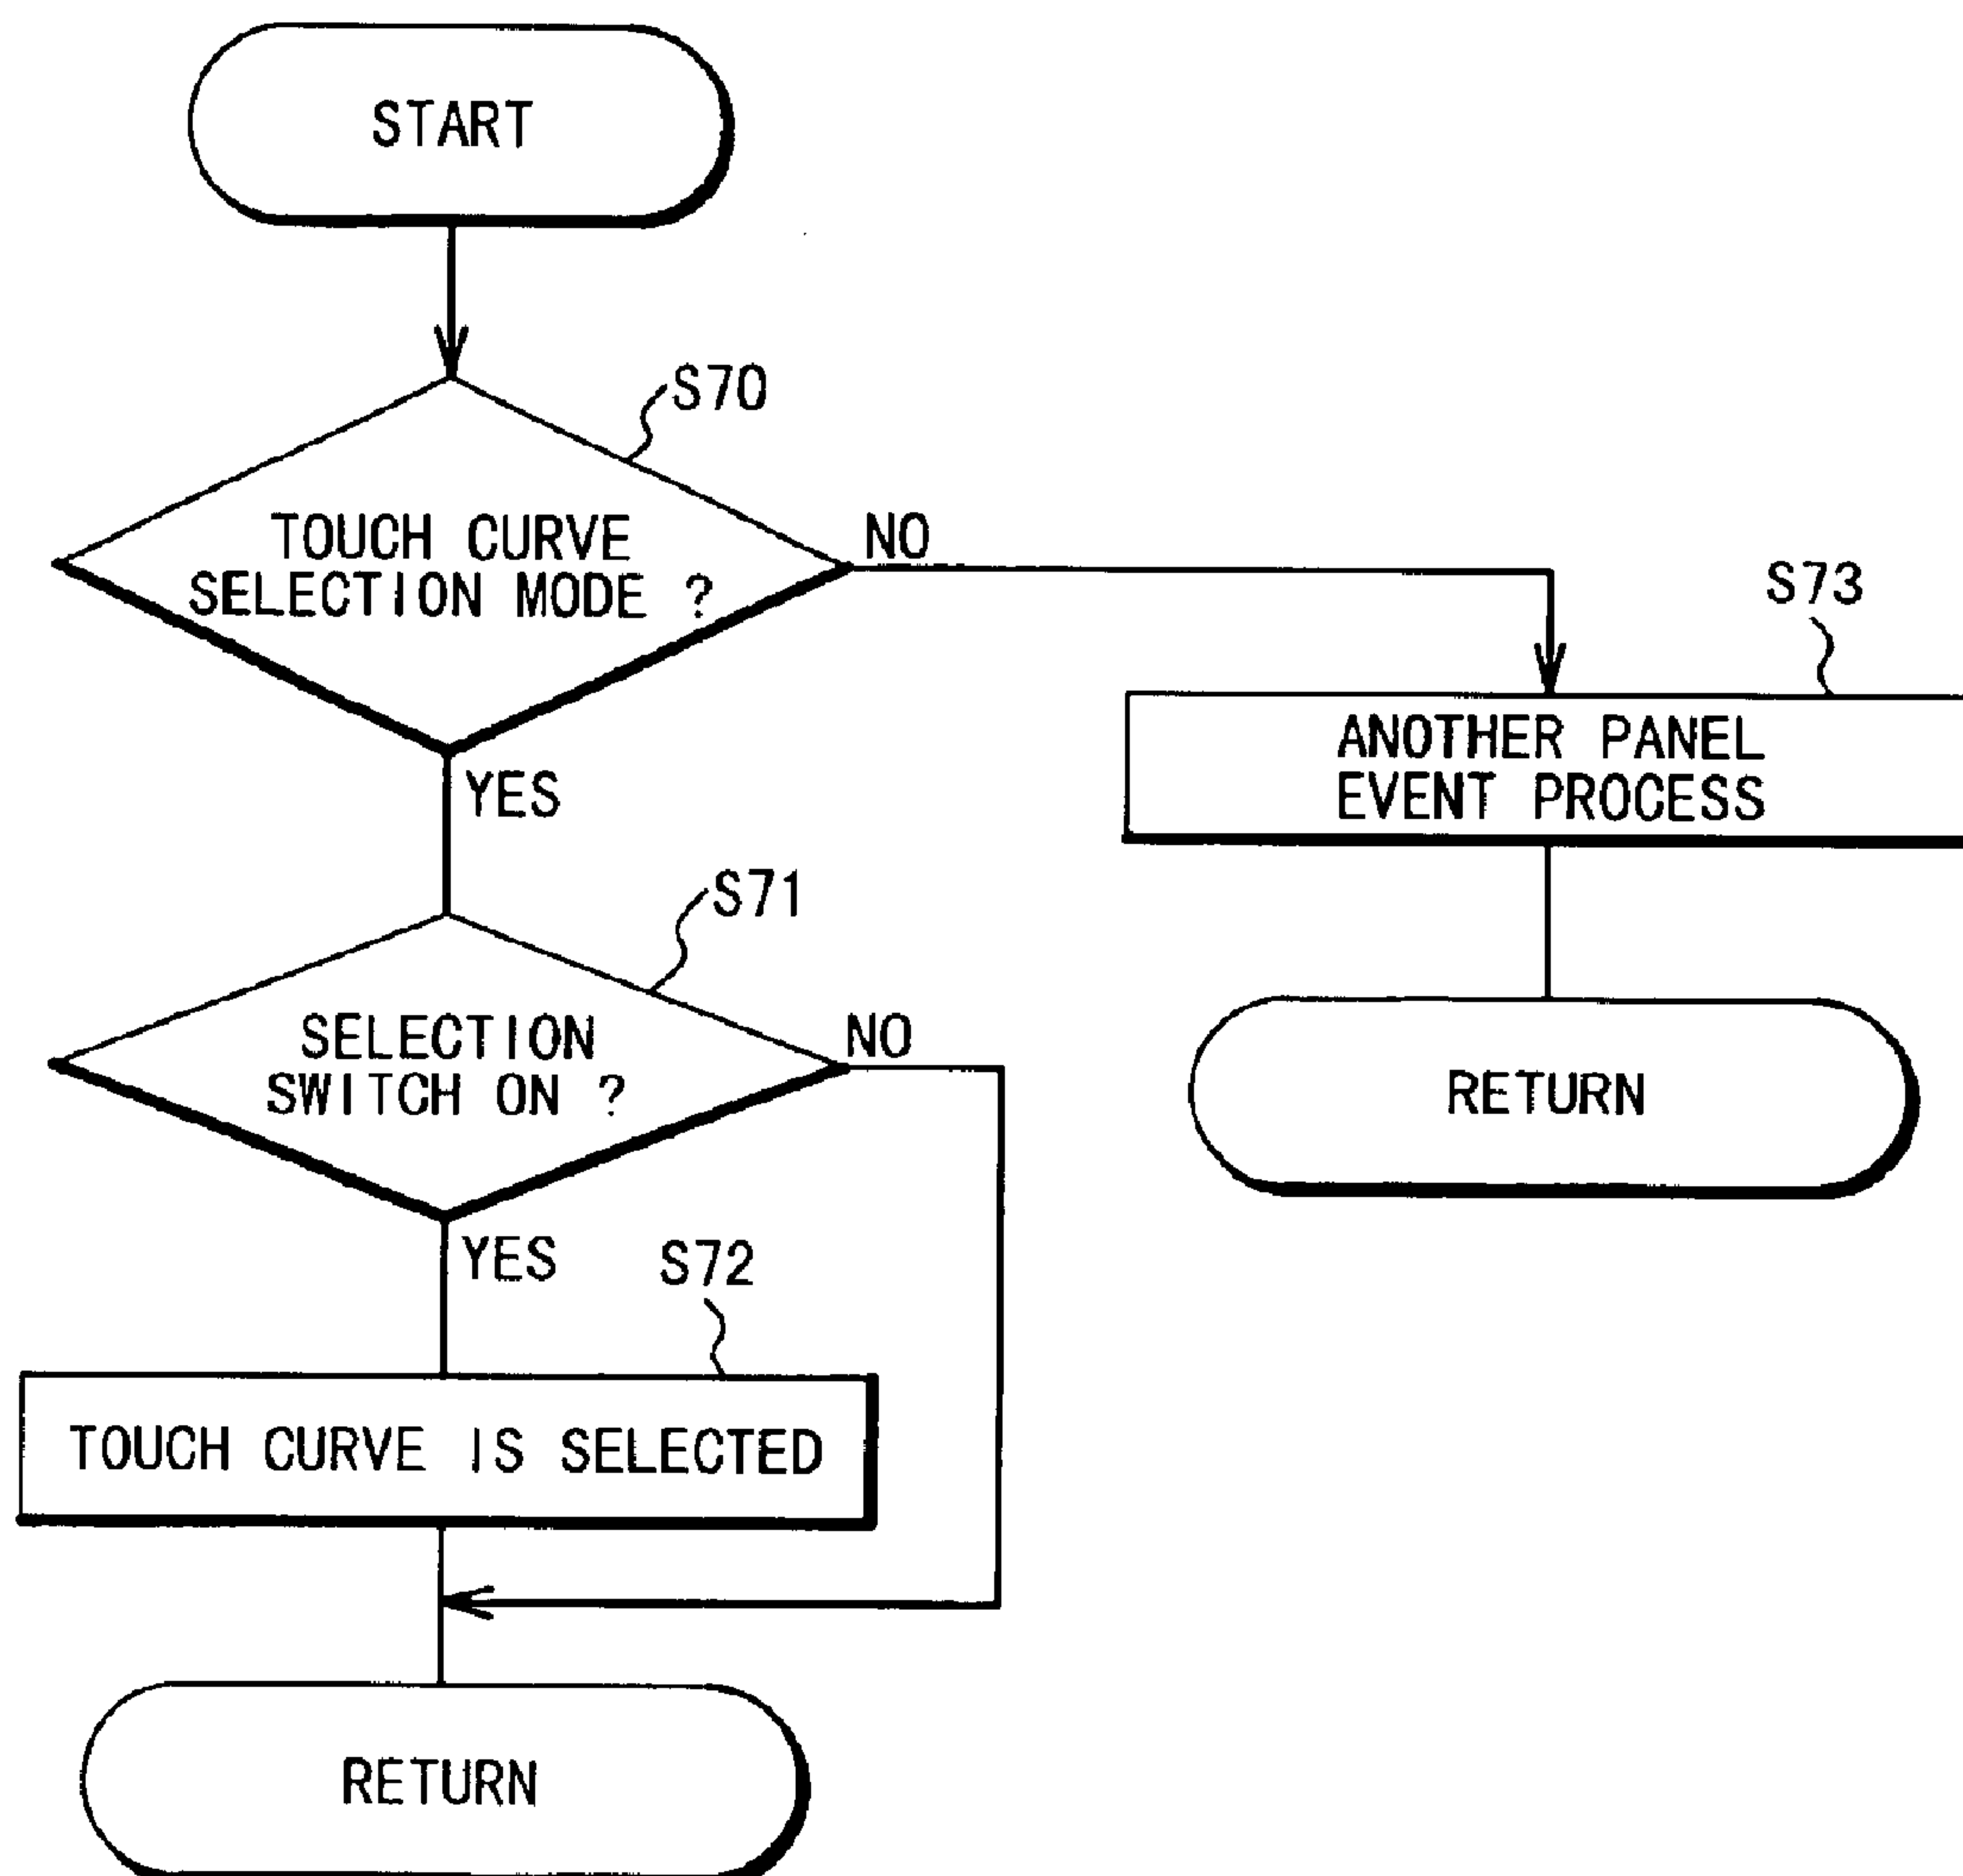 START
S70
TOUCH CURVE
SELECTION MODE ?
NO
YES
S73
ANOTHER PANEL
EVENT PROCESS
S71
SELECTION
SWITCH ON ?
NO
YES
RETURN
S72
TOUCH CURVE IS SELECTED
RETURN